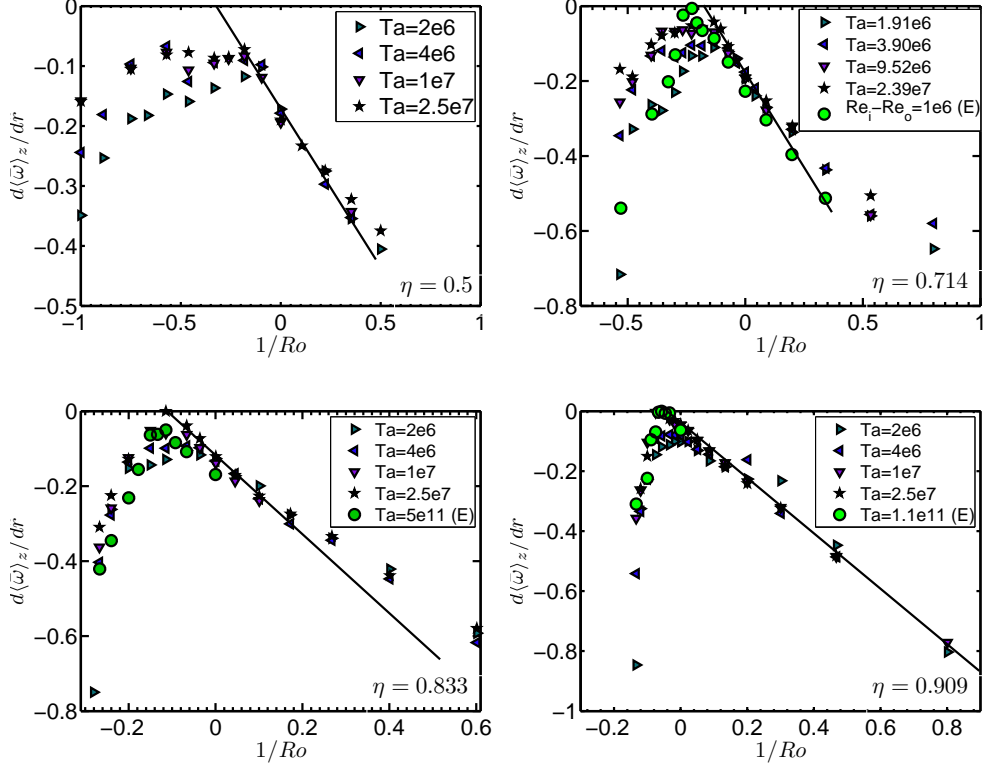 0
−0.1
−0.2
−0.3
−0.4
−0.5
−1
−0.5
0
0.5
1
1/Ro
d⟨ω̄⟩z/dr
Ta=2e6
Ta=4e6
Ta=1e7
Ta=2.5e7
η = 0.5
0
−0.2
−0.4
−0.6
−0.8
−0.5
0
0.5
1
1/Ro
d⟨ω̄⟩z/dr
Ta=1.91e6
Ta=3.90e6
Ta=9.52e6
Ta=2.39e7
Rei−Reo=1e6 (E)
η = 0.714
0
−0.2
−0.4
−0.6
−0.8
−0.2
0
0.2
0.4
0.6
1/Ro
d⟨ω̄⟩z/dr
Ta=2e6
Ta=4e6
Ta=1e7
Ta=2.5e7
Ta=5e11 (E)
η = 0.833
0
−0.2
−0.4
−0.6
−0.8
−1
−0.2
0
0.2
0.4
0.6
0.8
1/Ro
d⟨ω̄⟩z/dr
Ta=2e6
Ta=4e6
Ta=1e7
Ta=2.5e7
Ta=1.1e11 (E)
η = 0.909